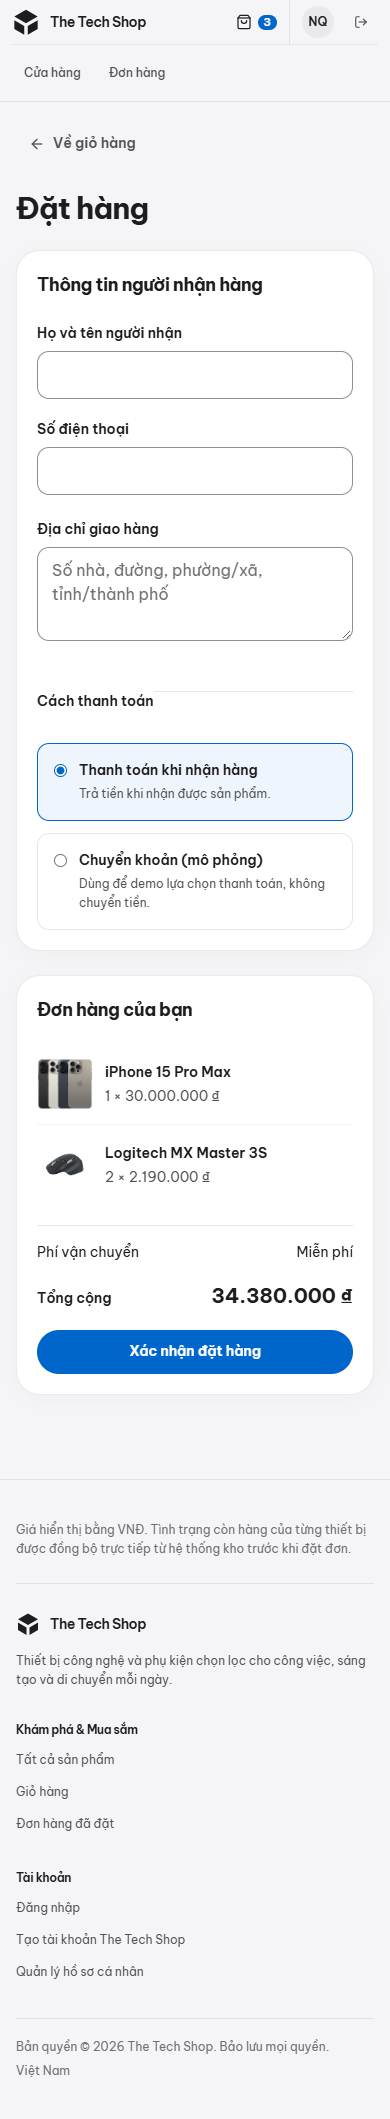 The Tech Shop
3
NQ
Cửa hàng
Đơn hàng
Về giỏ hàng
Đặt hàng
Thông tin người nhận hàng
Họ và tên người nhận
Số điện thoại
Địa chỉ giao hàng
Số nhà, đường, phường/xã,
tỉnh/thành phố
Cách thanh toán
Thanh toán khi nhận hàng
Trả tiền khi nhận được sản phẩm.
Chuyển khoản (mô phỏng)
Dùng để demo lựa chọn thanh toán, không
chuyển tiền.
Đơn hàng của bạn
iPhone 15 Pro Max
1 × 30.000.000 ₫
Logitech MX Master 3S
2 × 2.190.000 ₫
Phí vận chuyển
Miễn phí
Tổng cộng
34.380.000 ₫
Xác nhận đặt hàng
Giá hiển thị bằng VNĐ. Tình trạng còn hàng của từng thiết bị
được đồng bộ trực tiếp từ hệ thống kho trước khi đặt đơn.
The Tech Shop
Thiết bị công nghệ và phụ kiện chọn lọc cho công việc, sáng
tạo và di chuyển mỗi ngày.
Khám phá & Mua sắm
Tất cả sản phẩm
Giỏ hàng
Đơn hàng đã đặt
Tài khoản
Đăng nhập
Tạo tài khoản The Tech Shop
Quản lý hồ sơ cá nhân
Bản quyền © 2026 The Tech Shop. Bảo lưu mọi quyền.
Việt Nam